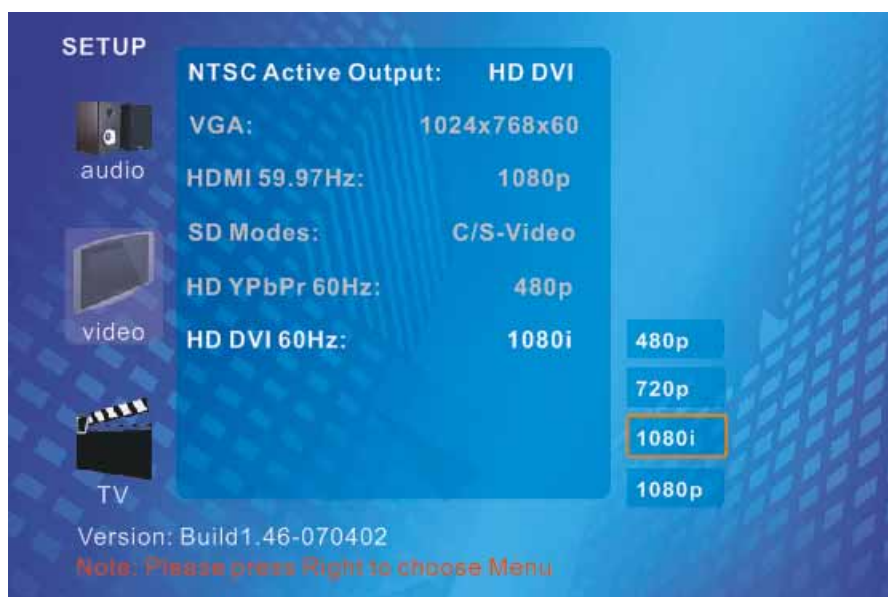 SETUP
NTSC Active Output: HD DVI
VGA: 1024x768x60
audio
HDMI 59.97Hz: 1080p
SD Modes: C/S-Video
HD YPbPr 60Hz: 480p
video
HD DVI 60Hz: 1080i
480p
720p
1080i
1080p
TV
Version: Build1.46-070402
Note: Please press Right to choose Menu